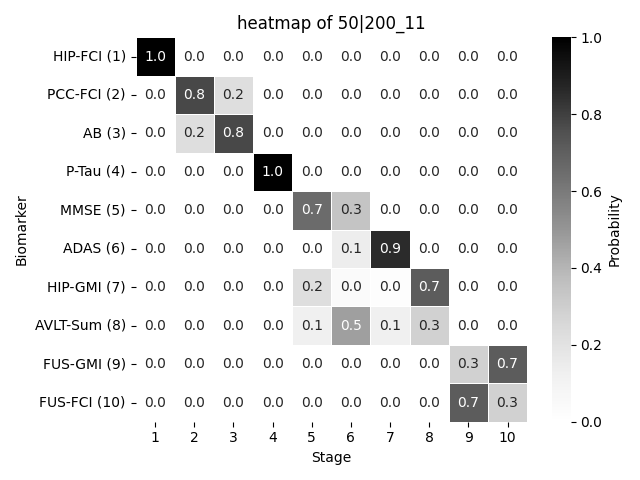 heatmap of 50|200_11
Biomarker
HIP-FCI (1) 1.0 0.0 0.0 0.0 0.0 0.0 0.0 0.0 0.0 0.0
PCC-FCI (2) 0.0 0.8 0.2 0.0 0.0 0.0 0.0 0.0 0.0 0.0
AB (3) 0.0 0.2 0.8 0.0 0.0 0.0 0.0 0.0 0.0 0.0
P-Tau (4) 0.0 0.0 0.0 1.0 0.0 0.0 0.0 0.0 0.0 0.0
MMSE (5) 0.0 0.0 0.0 0.0 0.7 0.3 0.0 0.0 0.0 0.0
ADAS (6) 0.0 0.0 0.0 0.0 0.0 0.1 0.9 0.0 0.0 0.0
HIP-GMI (7) 0.0 0.0 0.0 0.0 0.2 0.0 0.0 0.7 0.0 0.0
AVLT-Sum (8) 0.0 0.0 0.0 0.0 0.1 0.5 0.1 0.3 0.0 0.0
FUS-GMI (9) 0.0 0.0 0.0 0.0 0.0 0.0 0.0 0.0 0.3 0.7
FUS-FCI (10) 0.0 0.0 0.0 0.0 0.0 0.0 0.0 0.0 0.7 0.3
1 2 3 4 5 6 7 8 9 10
Stage
1.0
0.8
0.6
0.4
0.2
0.0
Probability